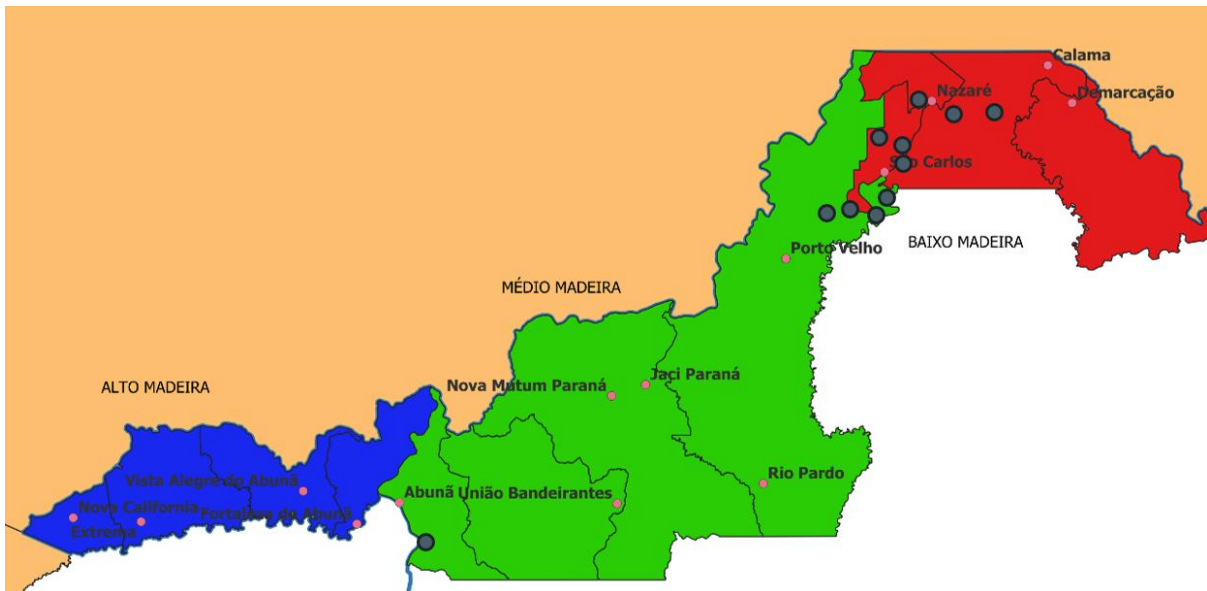 Calama
Nazaré
Demarcação
São Carlos
Porto Velho
BAIXO MADEIRA
MÉDIO MADEIRA
ALTO MADEIRA
Nova Mutum Paraná
Jaci Paraná
Vista Alegre do Abunã
Rio Pardo
Abunã
União Bandeirantes
Nova California
Fortaleza do Abunã
Extrema